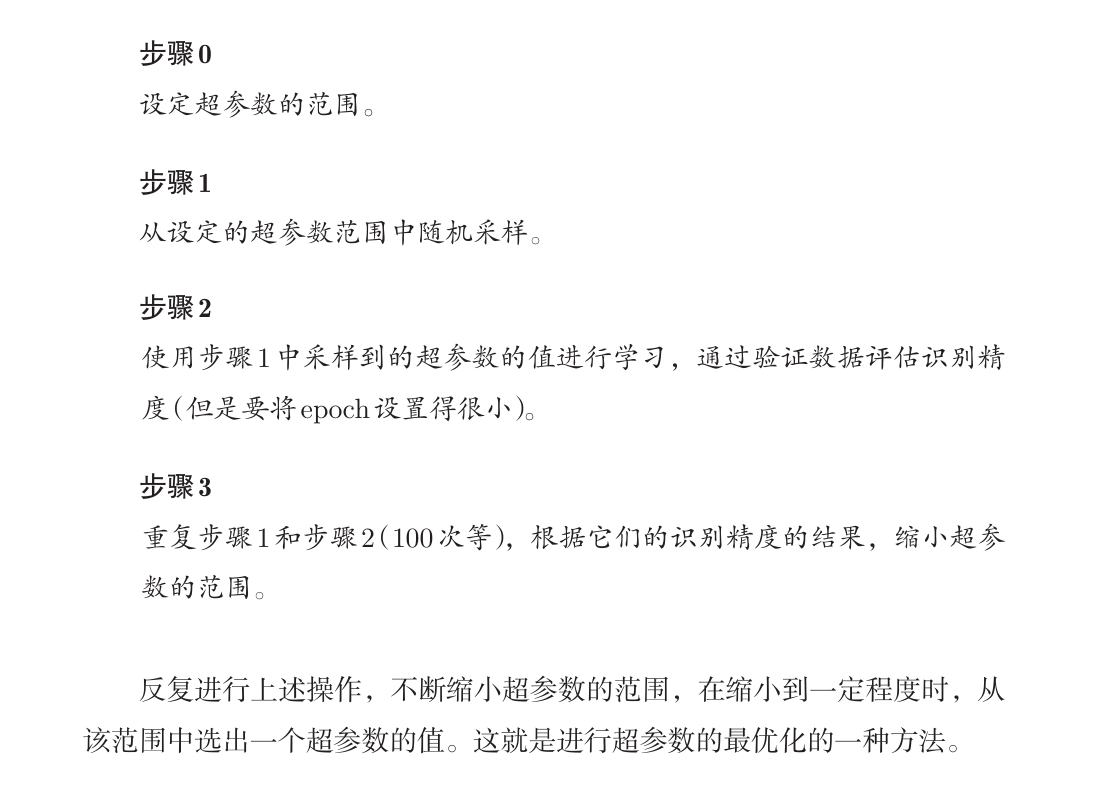 步骤0
设定超参数的范围。
步骤1
从设定的超参数范围中随机采样。
步骤2
使用步骤1中采样到的超参数的值进行学习，通过验证数据评估识别精
度(但是要将epoch设置得很小)。
步骤3
重复步骤1和步骤2(100次等)，根据它们的识别精度的结果，缩小超参
数的范围。
反复进行上述操作，不断缩小超参数的范围，在缩小到一定程度时，从
该范围中选出一个超参数的值。这就是进行超参数的最优化的一种方法。